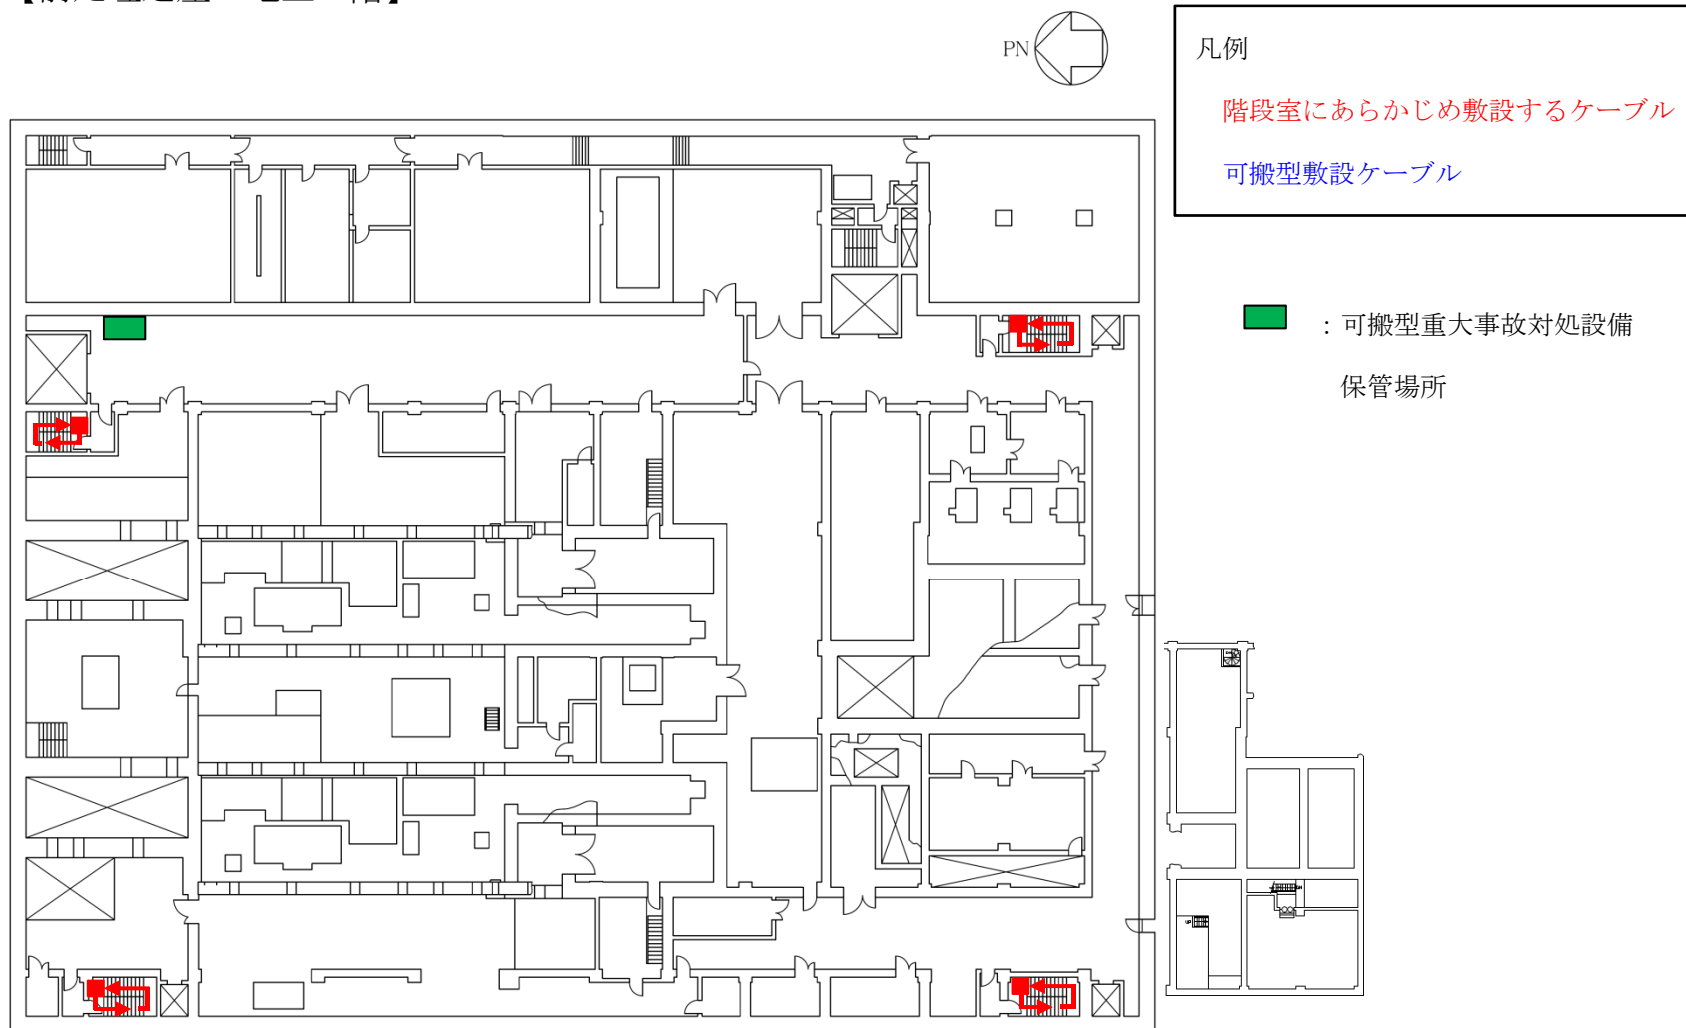 PN
凡例
階段室にあらかじめ敷設するケーブル
可搬型敷設ケーブル
：可搬型重大事故対処設備
保管場所